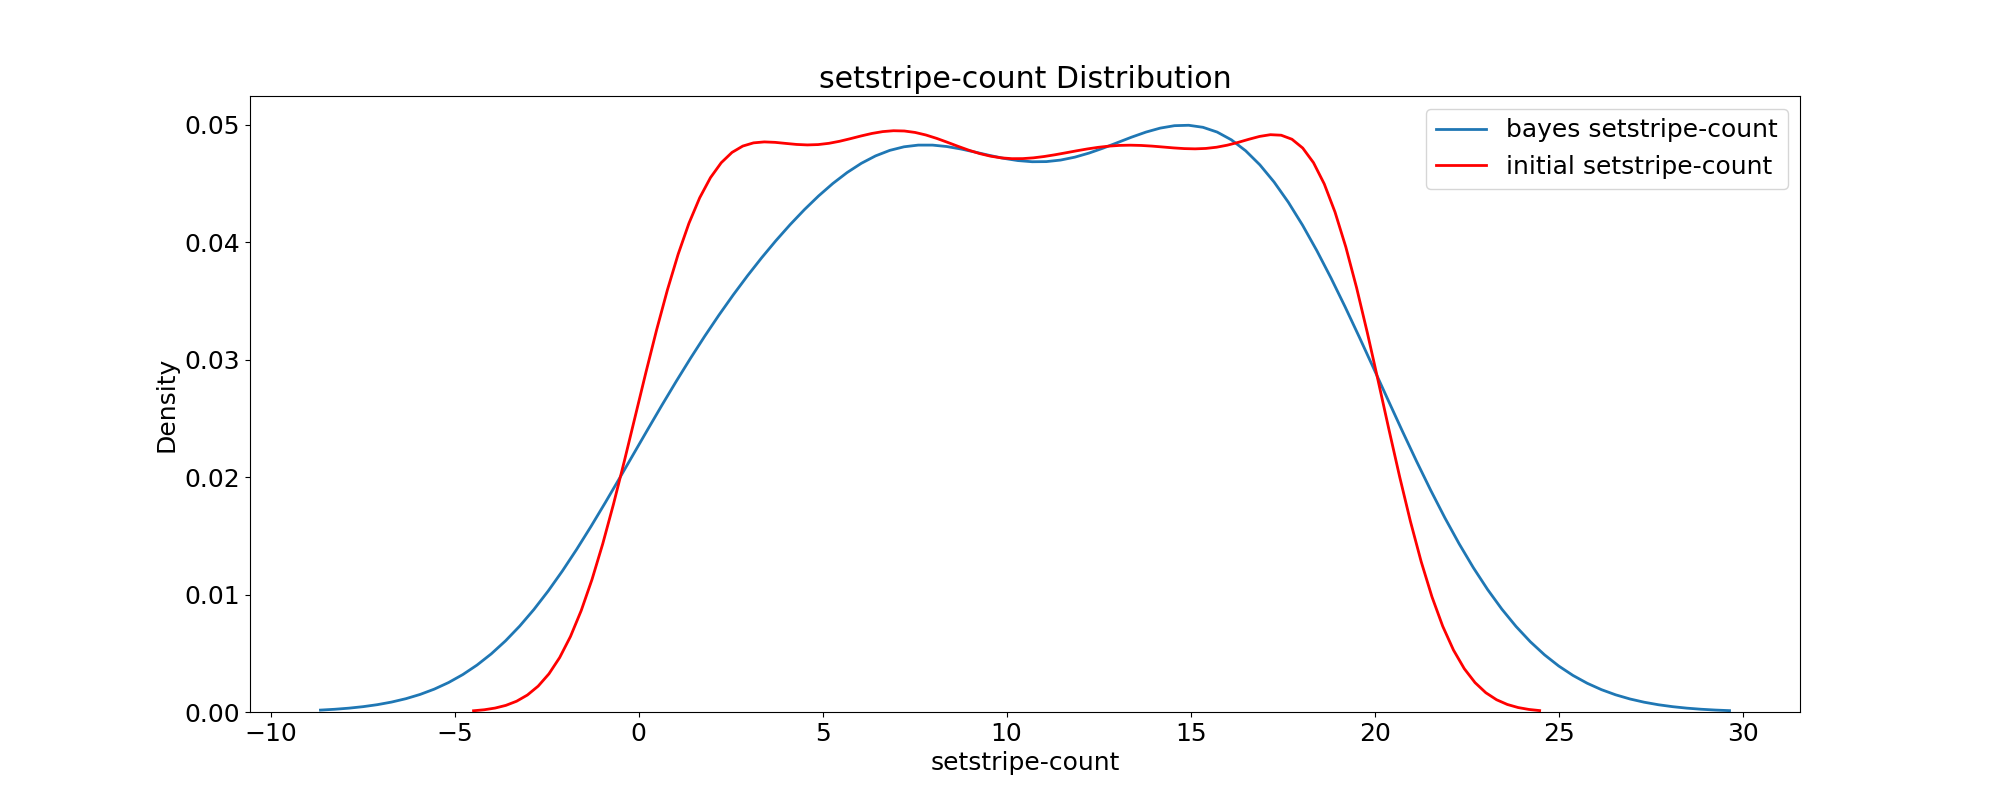 setstripe-count Distribution
bayes setstripe-count
initial setstripe-count
Density
0.05
0.04
0.03
0.02
0.01
0.00
−10 −5 0 5 10 15 20 25 30
setstripe-count